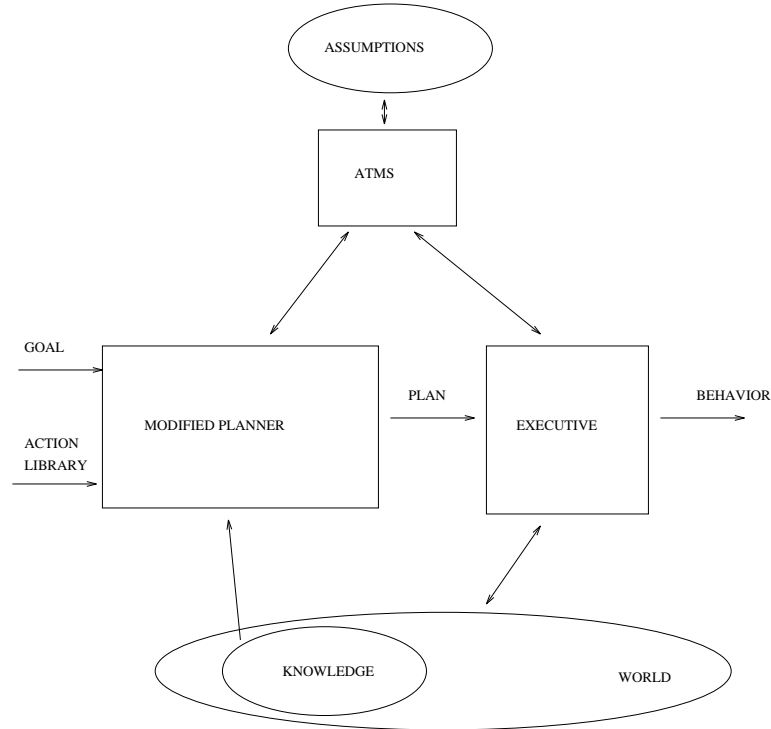 ASSUMPTIONS
ATMS
GOAL
PLAN
BEHAVIOR
MODIFIED PLANNER
EXECUTIVE
ACTION
LIBRARY
KNOWLEDGE
WORLD